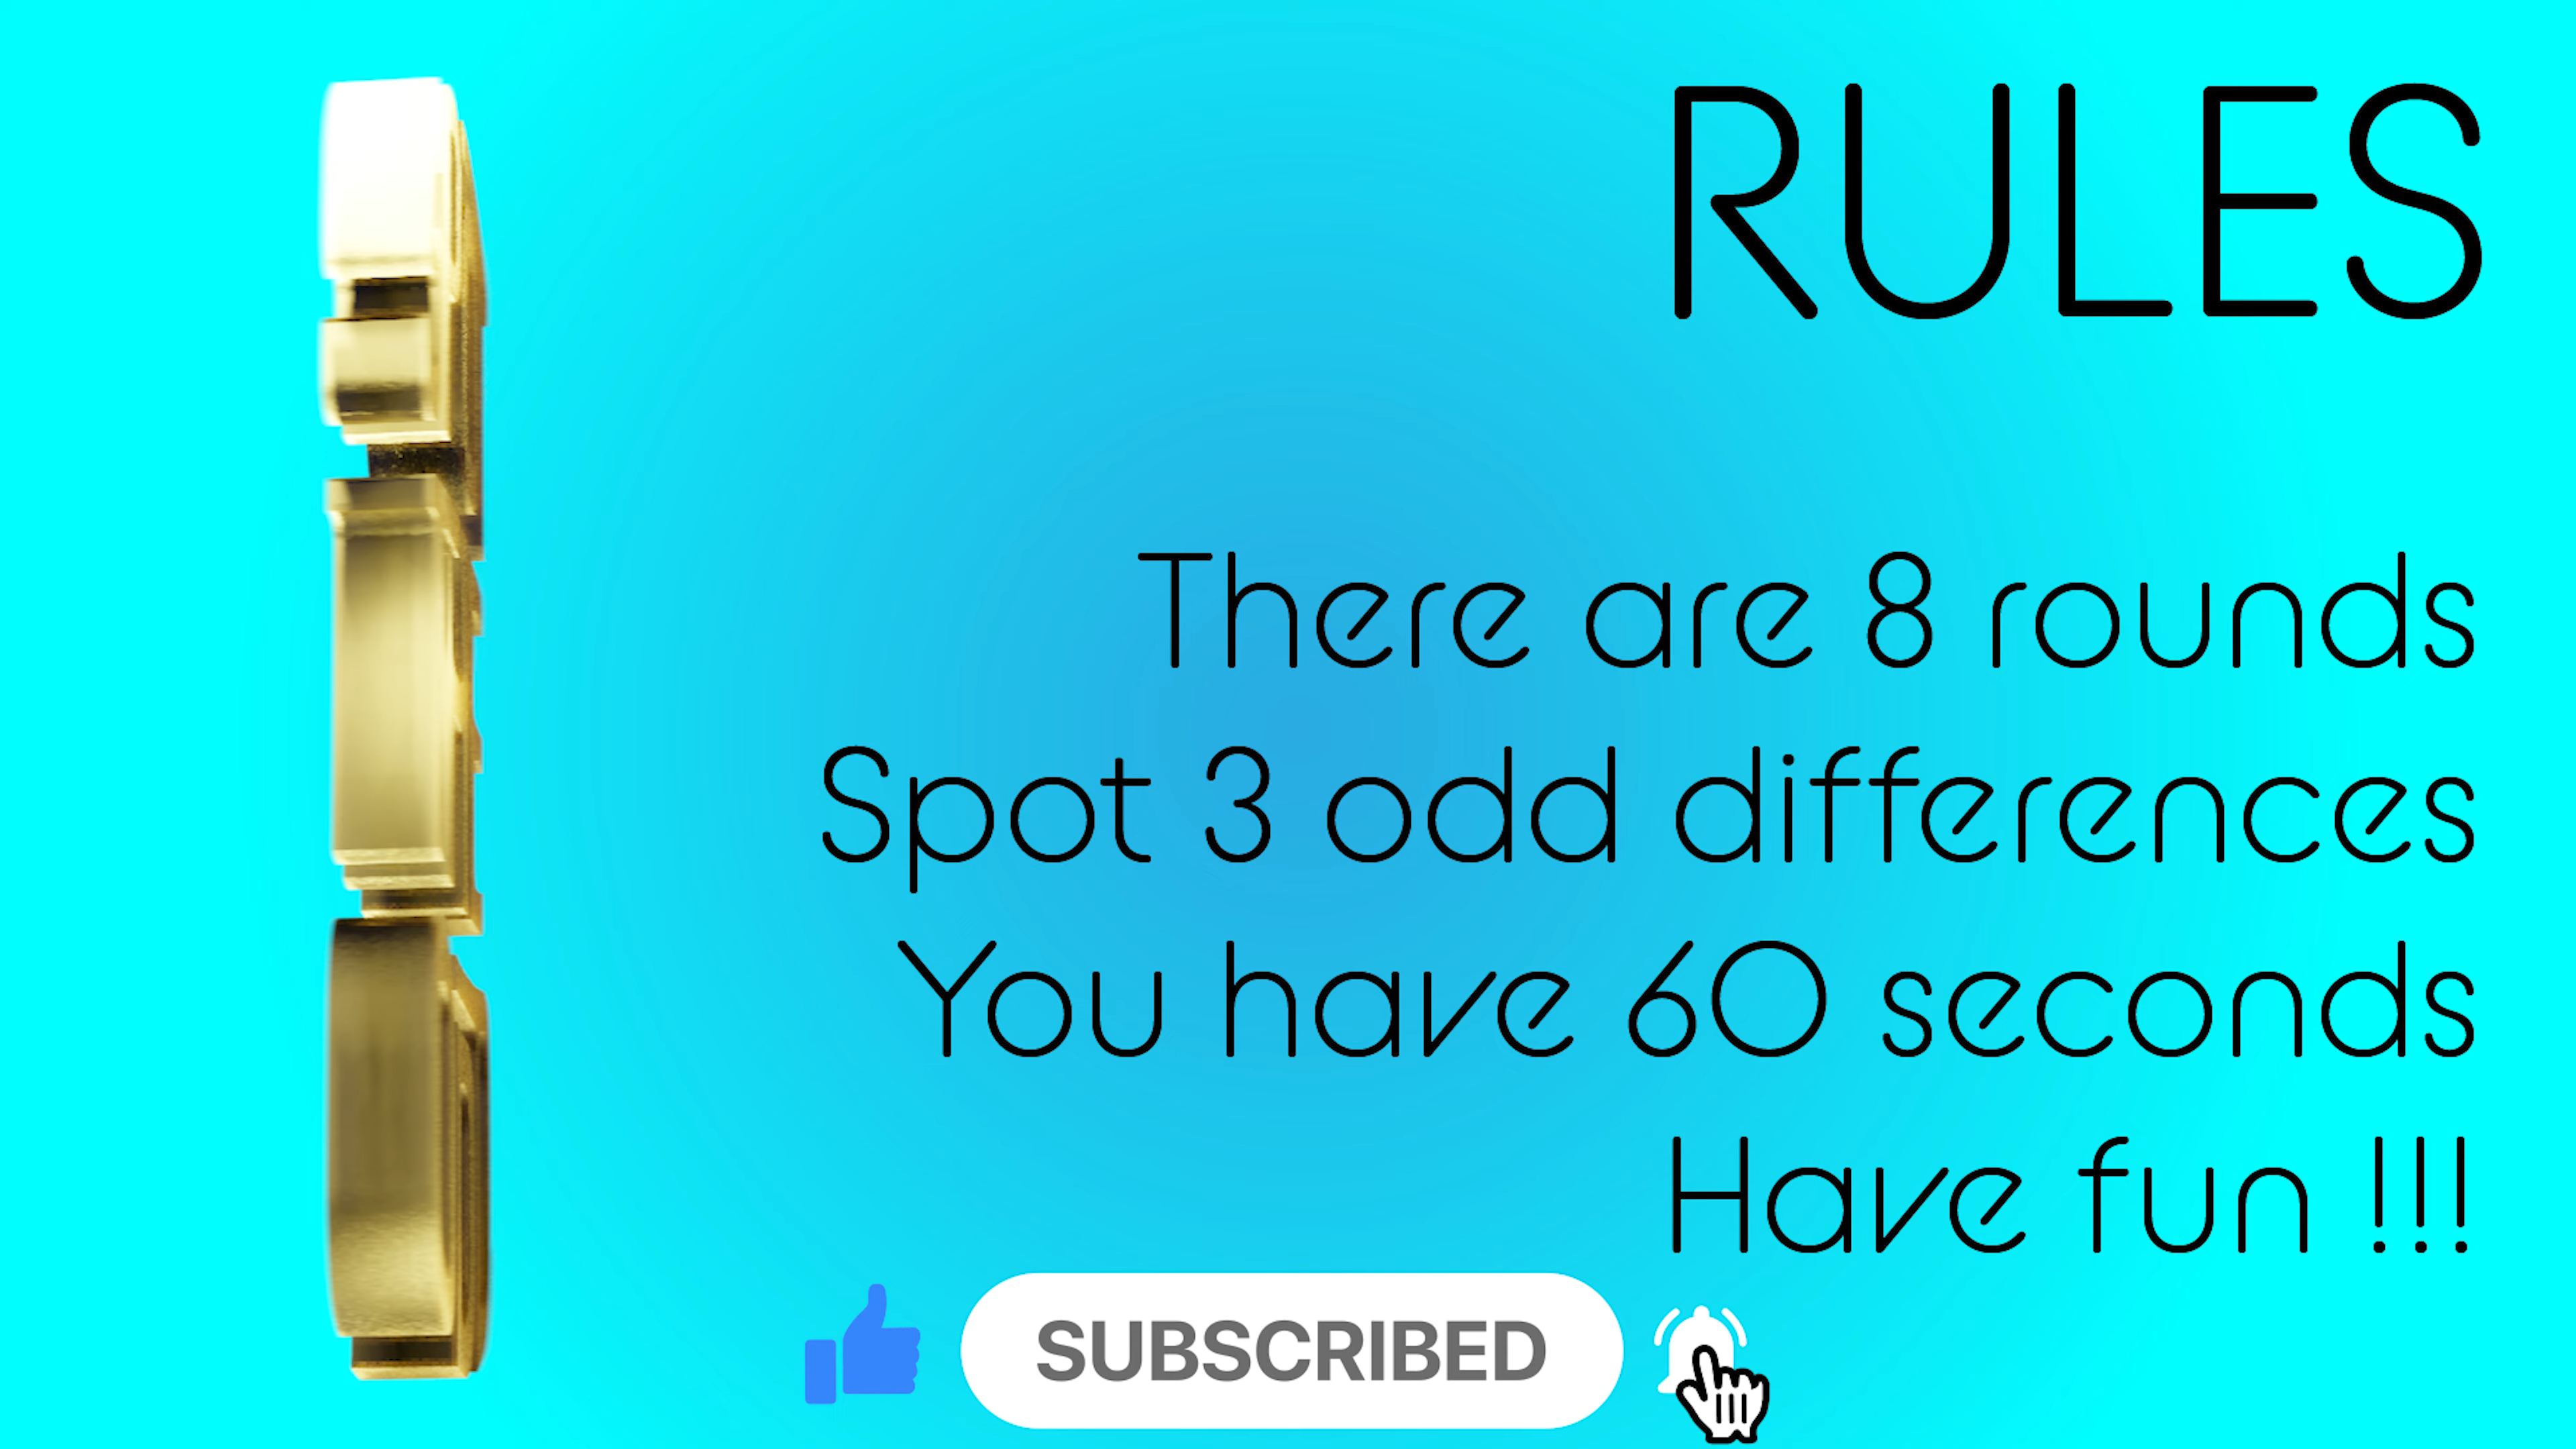 RULES
There are 8 rounds
Spot 3 odd differences
You have 60 seconds
Have fun !!!
SUBSCRIBED